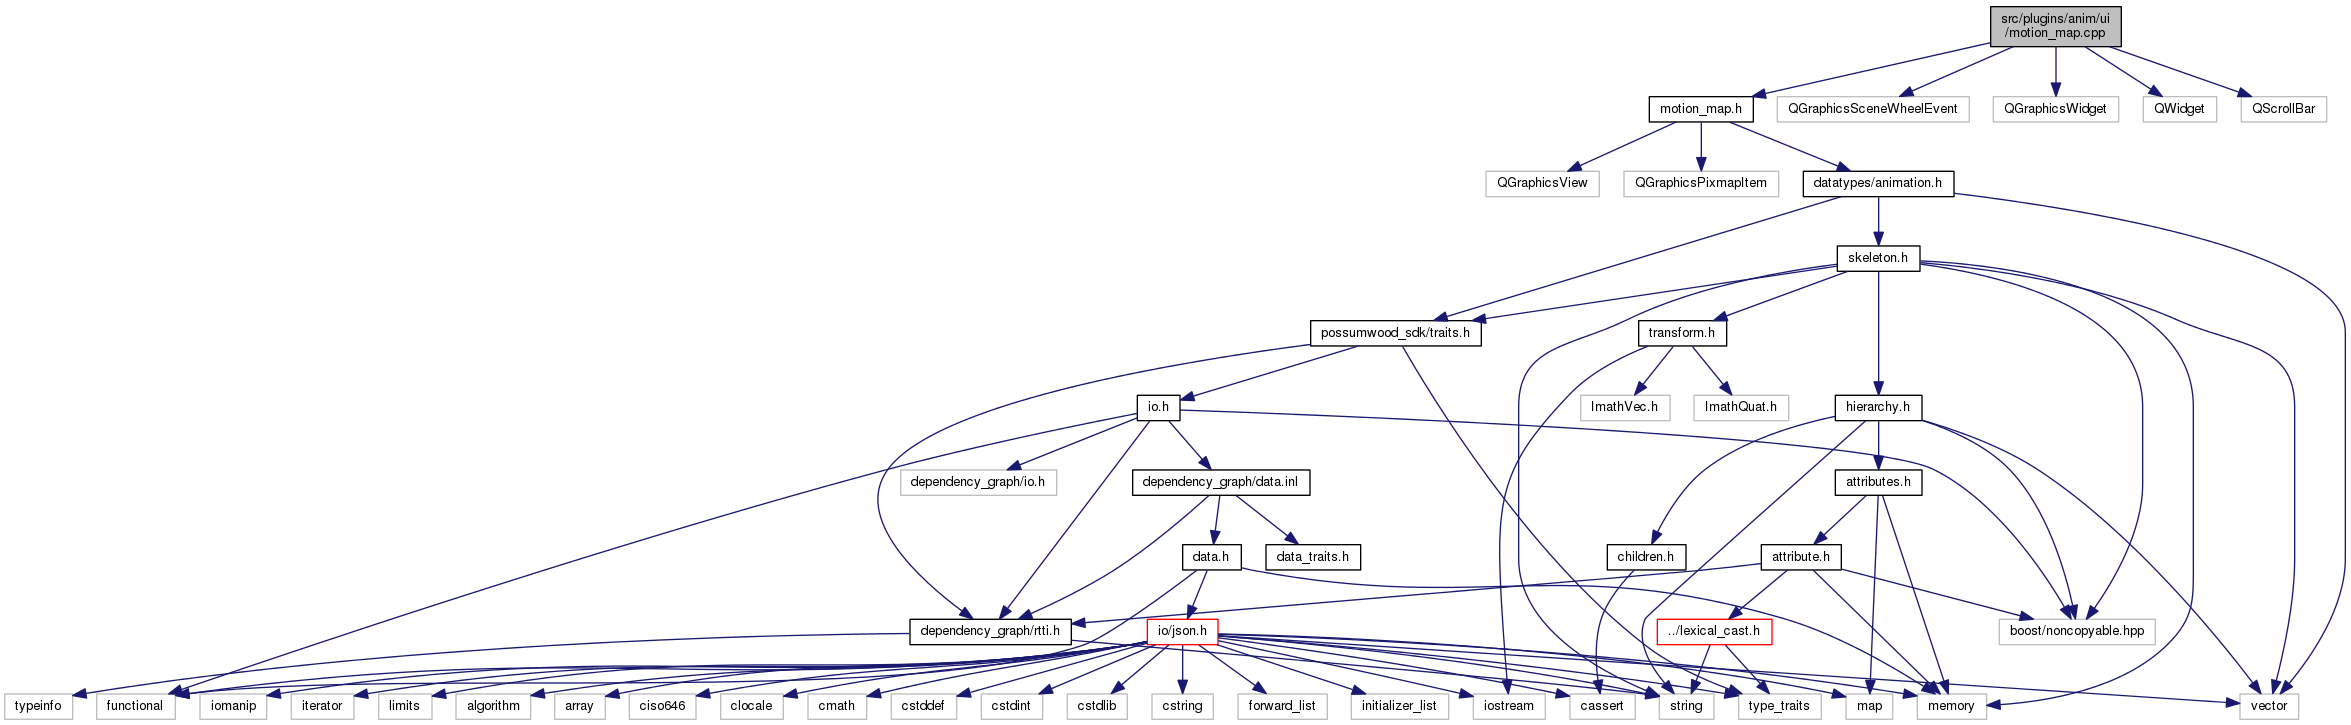 src/plugins/anim/ui
/motion_map.cpp
motion_map.h
QGraphicsSceneWheelEvent
QGraphicsWidget
QWidget
QScrollBar
QGraphicsView
QGraphicsPixmapItem
datatypes/animation.h
skeleton.h
possumwood_sdk/traits.h
transform.h
io.h
ImathVec.h
ImathQuat.h
hierarchy.h
dependency_graph/io.h
dependency_graph/data.inl
attributes.h
data.h
data_traits.h
children.h
attribute.h
dependency_graph/rtti.h
io/json.h
../lexical_cast.h
boost/noncopyable.hpp
typeinfo
functional
iomanip
iterator
limits
algorithm
array
ciso646
clocale
cmath
cstddef
cstdint
cstdlib
cstring
forward_list
initializer_list
iostream
cassert
string
type_traits
map
memory
vector